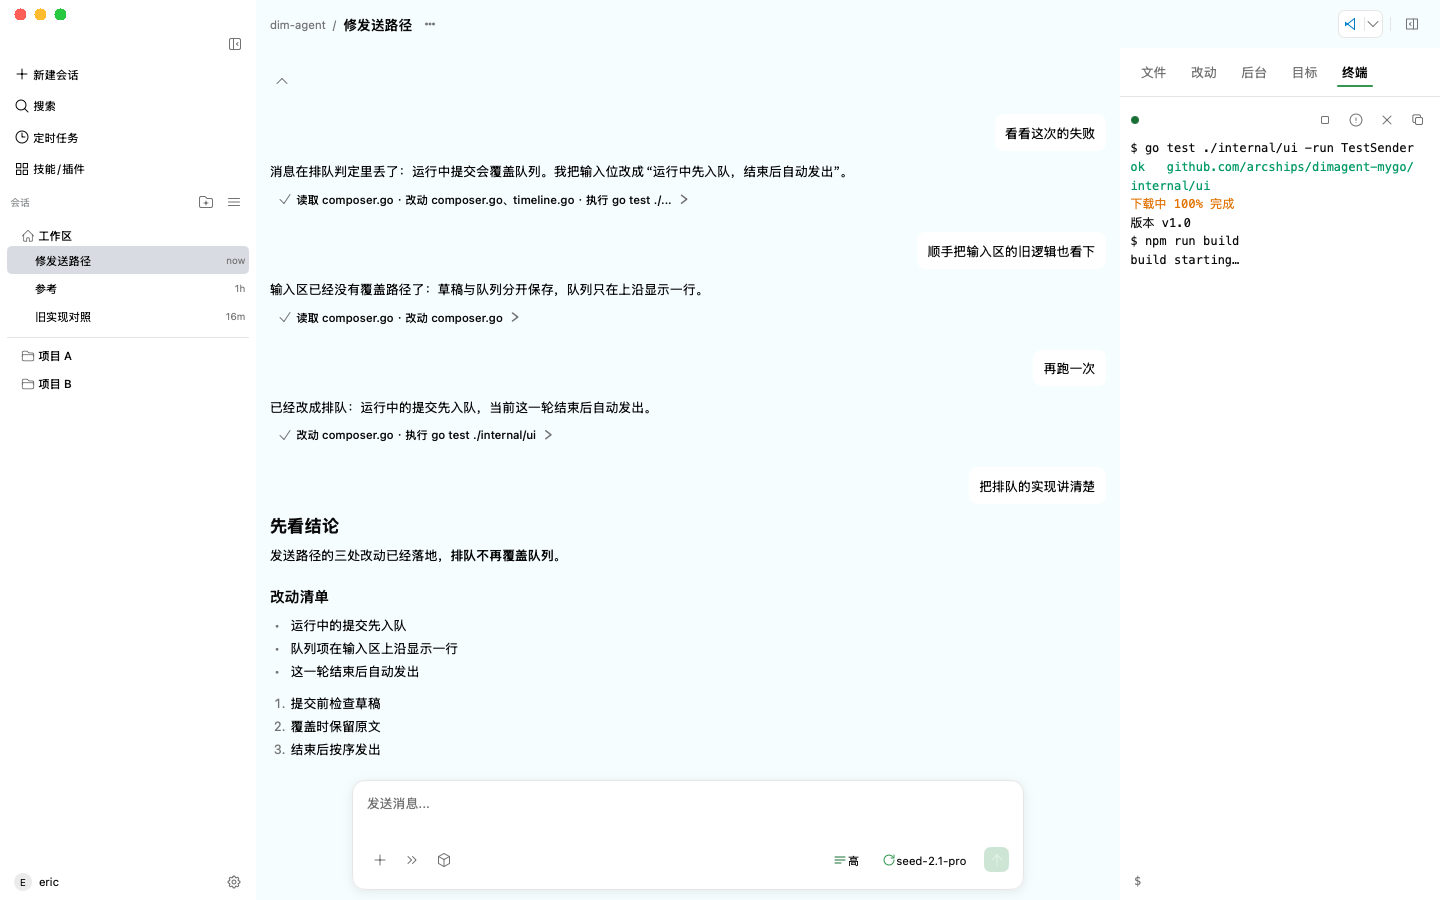 dim-agent / 修发送路径 ···
新建会话
搜索
定时任务
技能/插件
会话
工作区
修发送路径 now
参考 1h
旧实现对照 16m
项目 A
项目 B
E eric
看看这次的失败
消息在排队判定里丢了：运行中提交会覆盖队列。我把输入位改成 “运行中先入队，结束后自动发出”。
读取 composer.go · 改动 composer.go、timeline.go · 执行 go test ./...
顺手把输入区的旧逻辑也看下
输入区已经没有覆盖路径了：草稿与队列分开保存，队列只在上沿显示一行。
读取 composer.go · 改动 composer.go
再跑一次
已经改成排队：运行中的提交先入队，当前这一轮结束后自动发出。
改动 composer.go · 执行 go test ./internal/ui
把排队的实现讲清楚
先看结论
发送路径的三处改动已经落地，排队不再覆盖队列。
改动清单
• 运行中的提交先入队
• 队列项在输入区上沿显示一行
• 这一轮结束后自动发出
1. 提交前检查草稿
2. 覆盖时保留原文
3. 结束后按序发出
发送消息...
高
seed-2.1-pro
文件 改动 后台 目标 终端
$ go test ./internal/ui -run TestSender
ok github.com/arcships/dimagent-mygo/
internal/ui
下载中 100% 完成
版本 v1.0
$ npm run build
build starting…
$